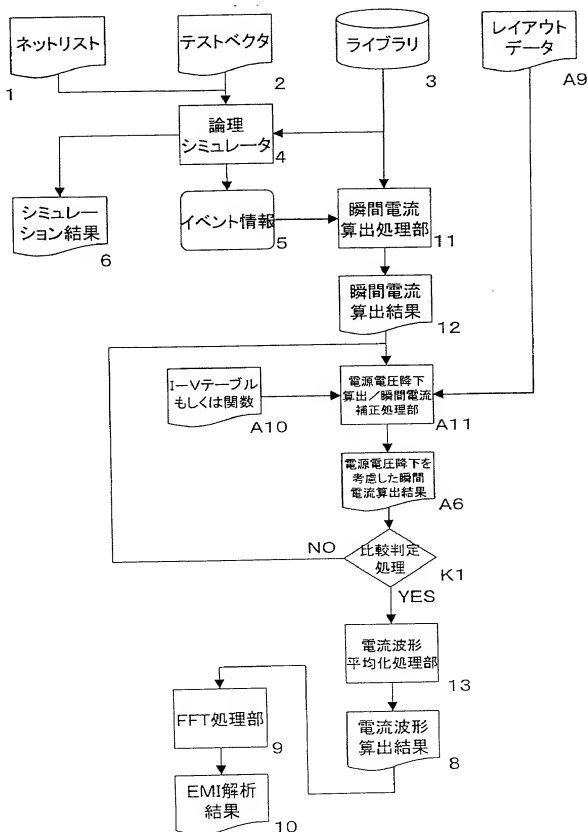 ネットリスト
1
テストベクタ
2
ライブラリ
3
レイアウト
データ
A9
論理
シミュレータ
4
シミュレー
ション結果
6
イベント情報
5
瞬間電流
算出処理部
11
瞬間電流
算出結果
12
I-Vテーブル
もしくは関数
A10
電源電圧降下
算出/瞬間電流
補正処理部
A11
電源電圧降下を
考慮した瞬間
電流算出結果
A6
比較判定
処理
K1
NO
YES
電流波形
平均化処理部
13
電流波形
算出結果
8
FFT処理部
9
EMI解析
結果
10